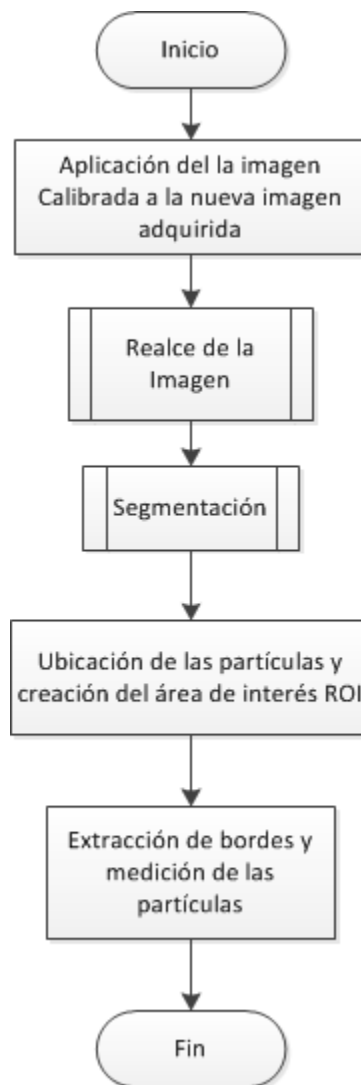 Inicio
Aplicación del la imagen
Calibrada a la nueva imagen
adquirida
Realce de la
Imagen
Segmentación
Ubicación de las partículas y
creación del área de interés ROI
Extracción de bordes y
medición de las
partículas
Fin